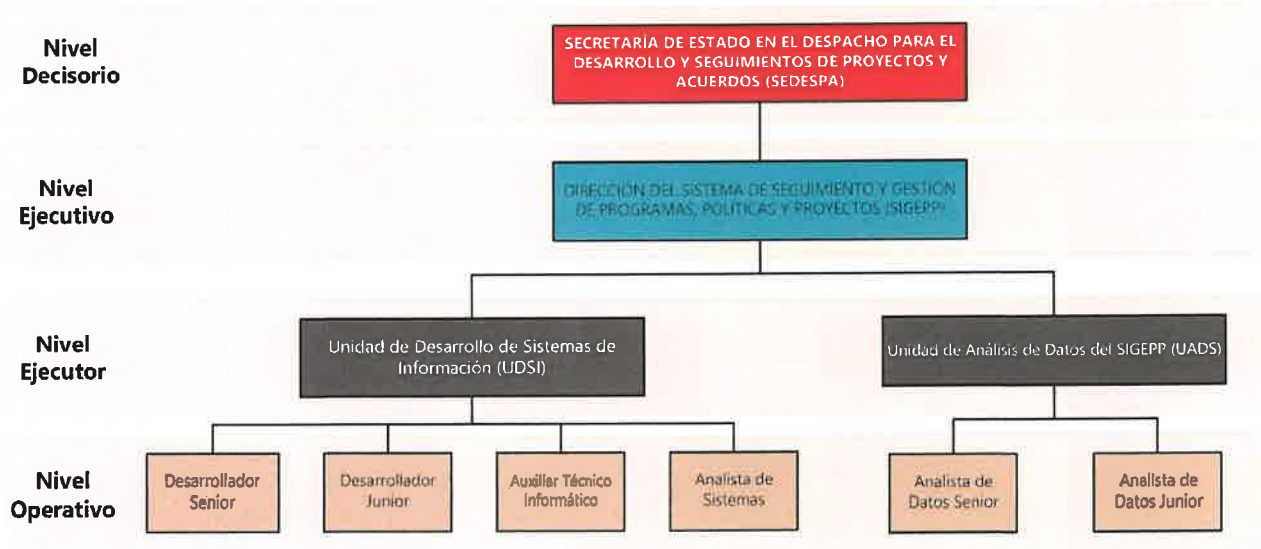 Nivel
Decisorio
SECRETARÍA DE ESTADO EN EL DESPACHO PARA EL
DESARROLLO Y SEGUIMIENTOS DE PROYECTOS Y
ACUERDOS (SEDESPA)
Nivel
Ejecutivo
DIRECCIÓN DEL SISTEMA DE SEGUIMIENTO Y GESTIÓN
DE PROGRAMAS, POLÍTICAS Y PROYECTOS (SIGEPP)
Nivel
Ejecutor
Unidad de Desarrollo de Sistemas de
Información (UDSI)
Unidad de Análisis de Datos del SIGEPP (UADS)
Nivel
Operativo
Desarrollador
Senior
Desarrollador
Junior
Auxiliar Técnico
Informático
Analista de
Sistemas
Analista de
Datos Senior
Analista de
Datos Junior